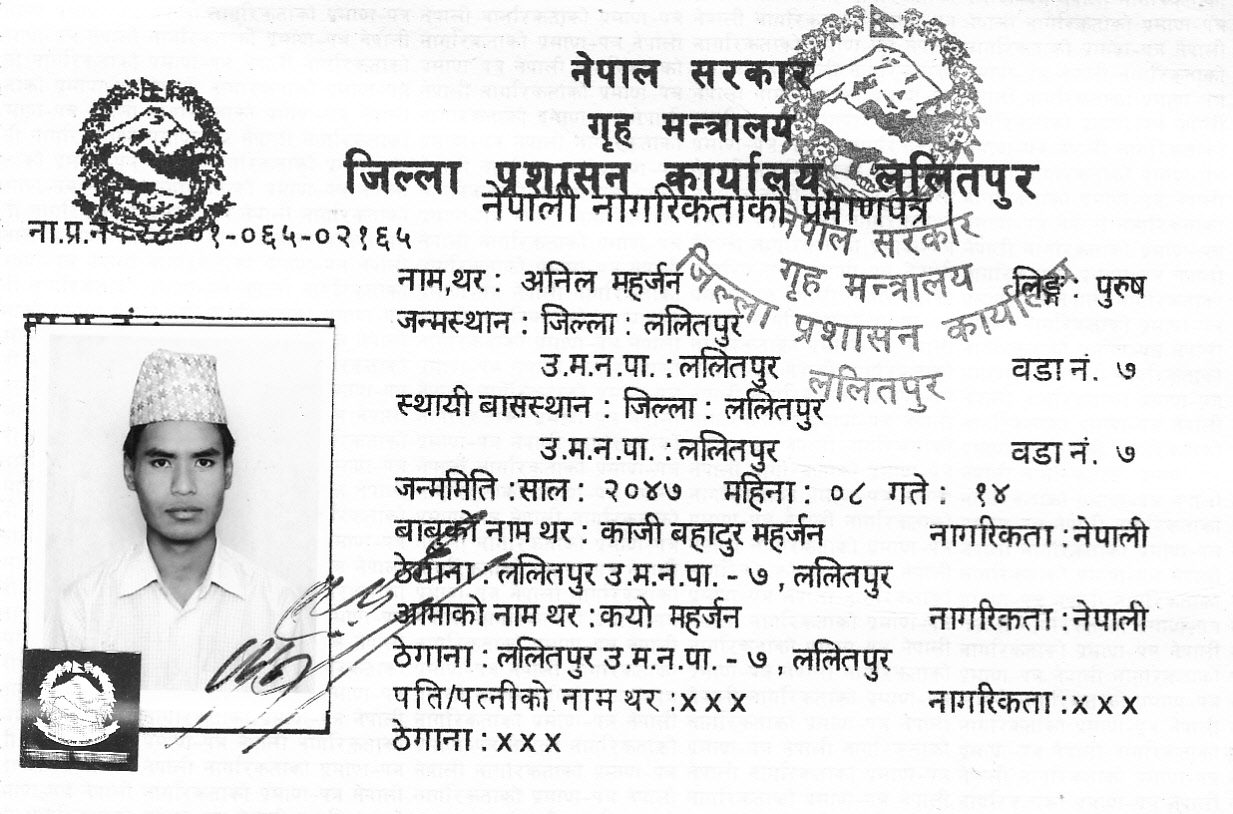 नेपाल सरकार
गृह मन्त्रालय
जिल्ला प्रशासन कार्यालय ललितपुर
नेपाली नागरिकताको प्रमाणपत्र
ना.प्र.नं. २८-०१-०६५-०२१६५
नेपाल सरकार
गृह मन्त्रालय
जिल्ला प्रशासन कार्यालय
ललितपुर
नाम,थर : अनिल महर्जन लिङ्ग : पुरुष
जन्मस्थान : जिल्ला : ललितपुर
उ.म.न.पा. : ललितपुर वडा नं. ७
स्थायी बासस्थान : जिल्ला : ललितपुर
उ.म.न.पा. : ललितपुर वडा नं. ७
जन्ममिति : साल : २०४७ महिना : ०८ गते : १४
बाबुको नाम थर : काजी बहादुर महर्जन नागरिकता : नेपाली
ठेगाना : ललितपुर उ.म.न.पा. - ७ , ललितपुर
आमाको नाम थर : कयो महर्जन नागरिकता : नेपाली
ठेगाना : ललितपुर उ.म.न.पा. - ७ , ललितपुर
पति/पत्नीको नाम थर : x x x नागरिकता : x x x
ठेगाना : x x x